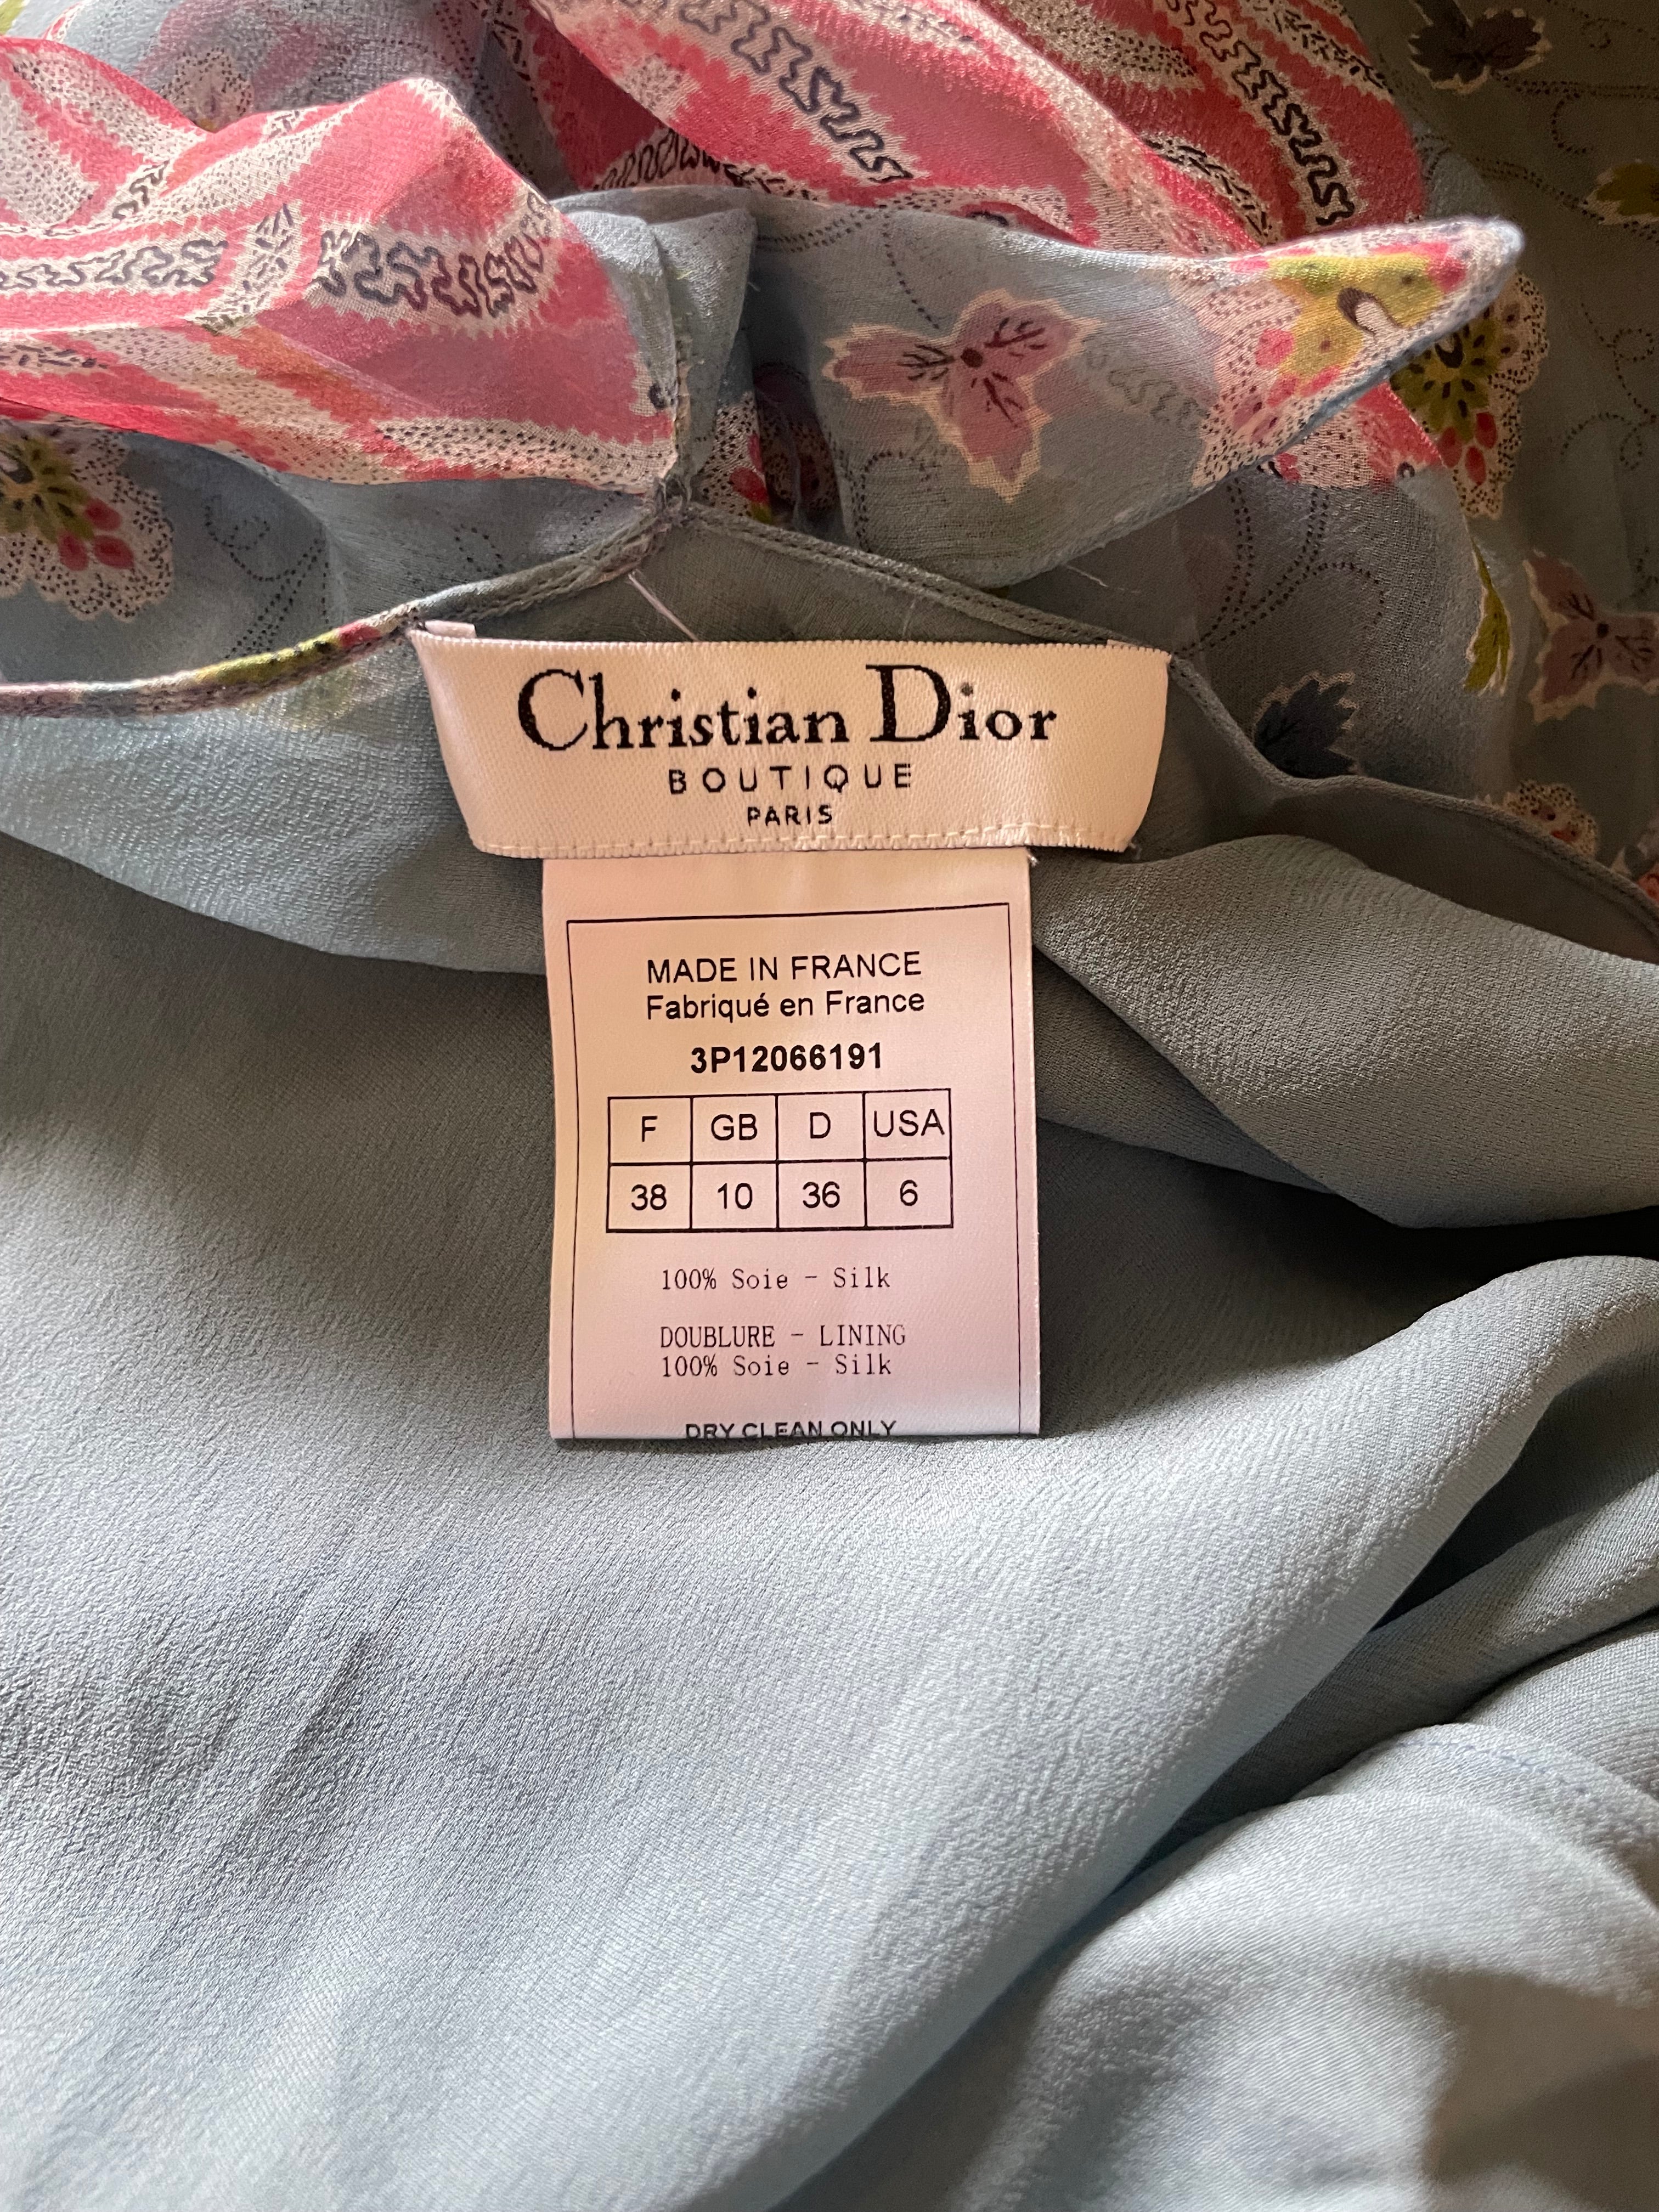 Christian Dior
BOUTIQUE
PARIS
MADE IN FRANCE
Fabriqué en France
3P12066191
F GB D USA
38 10 36 6
100% Soie - Silk
DOUBLURE - LINING
100% Soie - Silk
DRY CLEAN ONLY